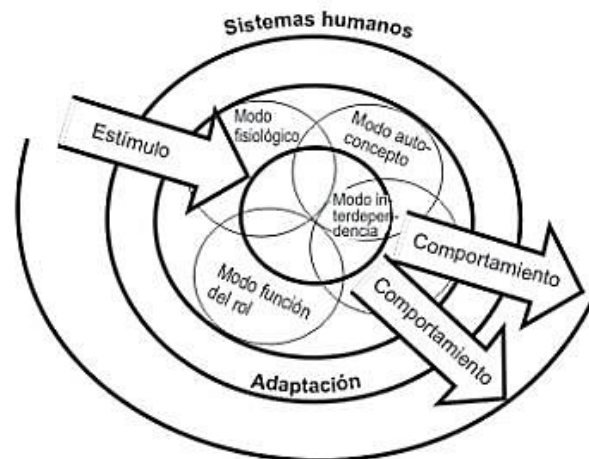 Sistemas humanos
Estímulo
Modo
fisiológico
Modo auto-
concepto
Modo in-
terdepen-
dencia
Modo función
del rol
Comportamiento
Comportamiento
Adaptación